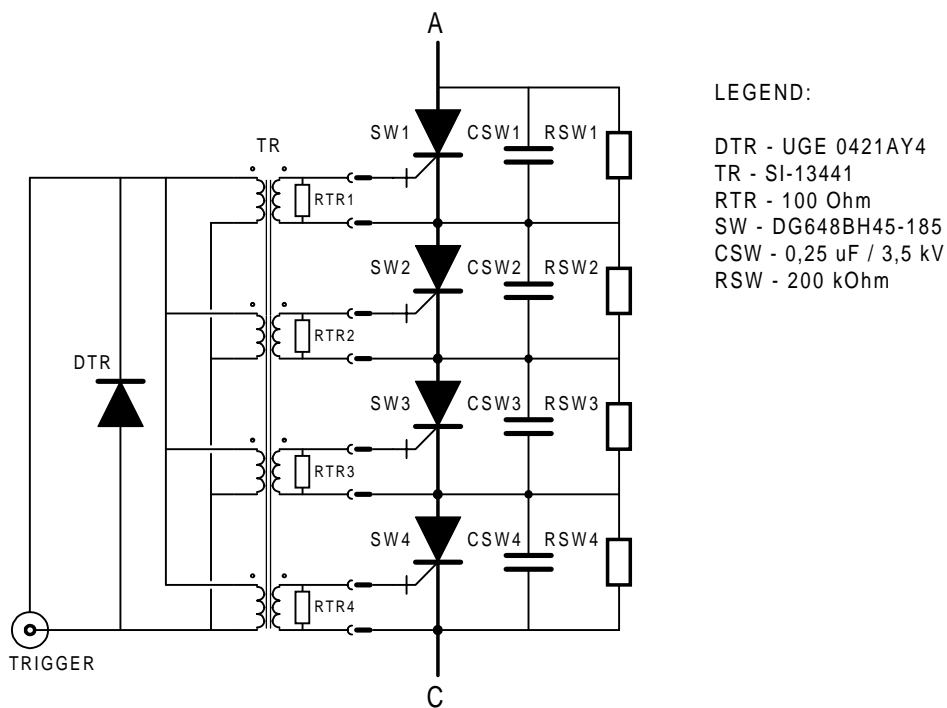 A
SW1 CSW1 RSW1
TR
RTR1
SW2 CSW2 RSW2
RTR2
DTR
SW3 CSW3 RSW3
RTR3
SW4 CSW4 RSW4
RTR4
TRIGGER
C
LEGEND:
DTR - UGE 0421AY4
TR - SI-13441
RTR - 100 Ohm
SW - DG648BH45-185
CSW - 0,25 uF / 3,5 kV
RSW - 200 kOhm